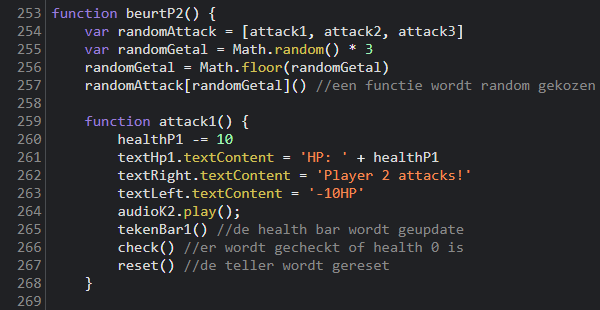 253 function beurtP2() {
254     var randomAttack = [attack1, attack2, attack3]
255     var randomGetal = Math.random() * 3
256     randomGetal = Math.floor(randomGetal)
257     randomAttack[randomGetal]() //een functie wordt random gekozen
258
259     function attack1() {
260         healthP1 -= 10
261         textHp1.textContent = 'HP: ' + healthP1
262         textRight.textContent = 'Player 2 attacks!'
263         textLeft.textContent = '-10HP'
264         audioK2.play();
265         tekenBar1() //de health bar wordt geupdate
266         check() //er wordt gecheckt of health 0 is
267         reset() //de teller wordt gereset
268     }
269